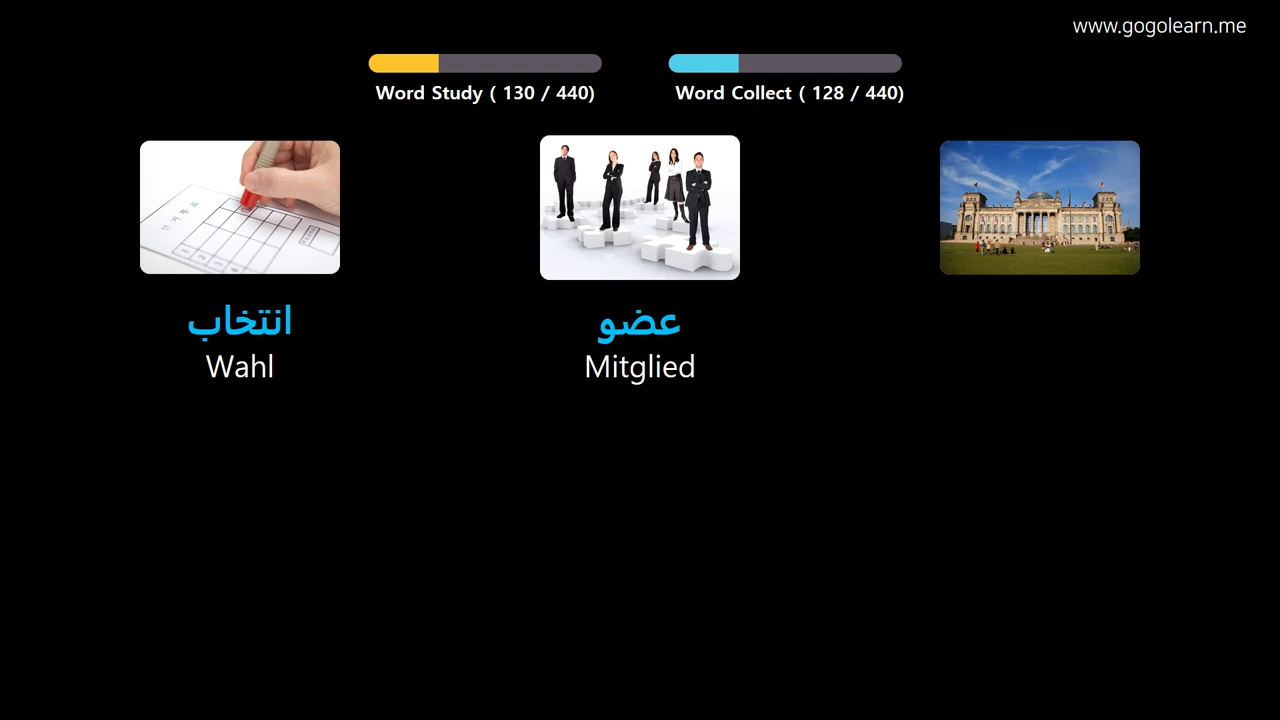 www.gogolearn.me
Word Study ( 130 / 440)
Word Collect ( 128 / 440)
انتخاب
Wahl
عضو
Mitglied